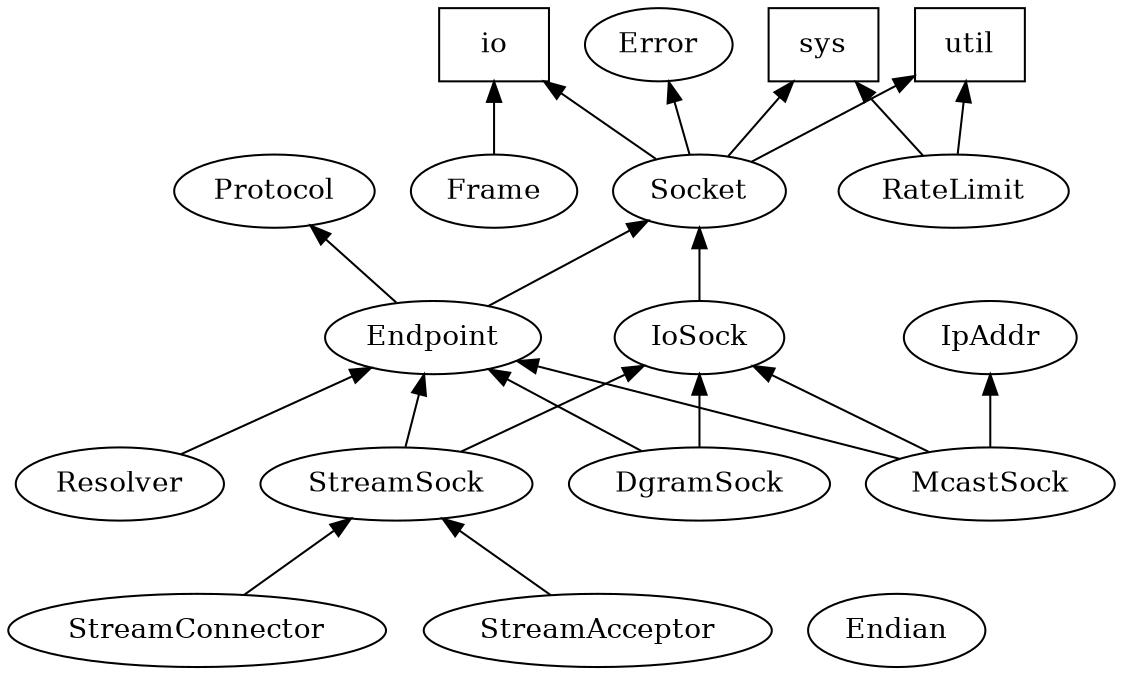 io
Error
sys
util
Protocol
Frame
Socket
RateLimit
Endpoint
IoSock
IpAddr
Resolver
StreamSock
DgramSock
McastSock
StreamConnector
StreamAcceptor
Endian